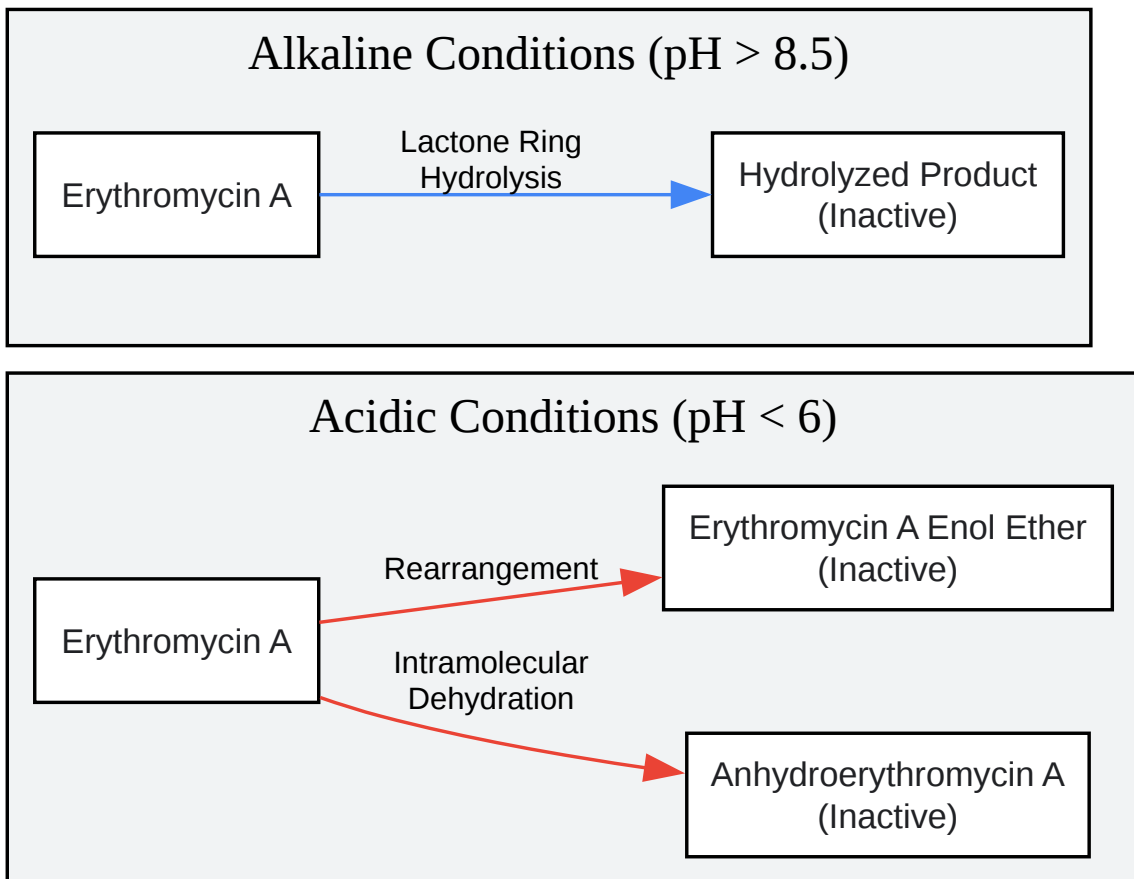 Alkaline Conditions (pH > 8.5)
Erythromycin A
Lactone Ring
Hydrolysis
Hydrolyzed Product
(Inactive)
Acidic Conditions (pH < 6)
Erythromycin A
Rearrangement
Erythromycin A Enol Ether
(Inactive)
Intramolecular
Dehydration
Anhydroerythromycin A
(Inactive)